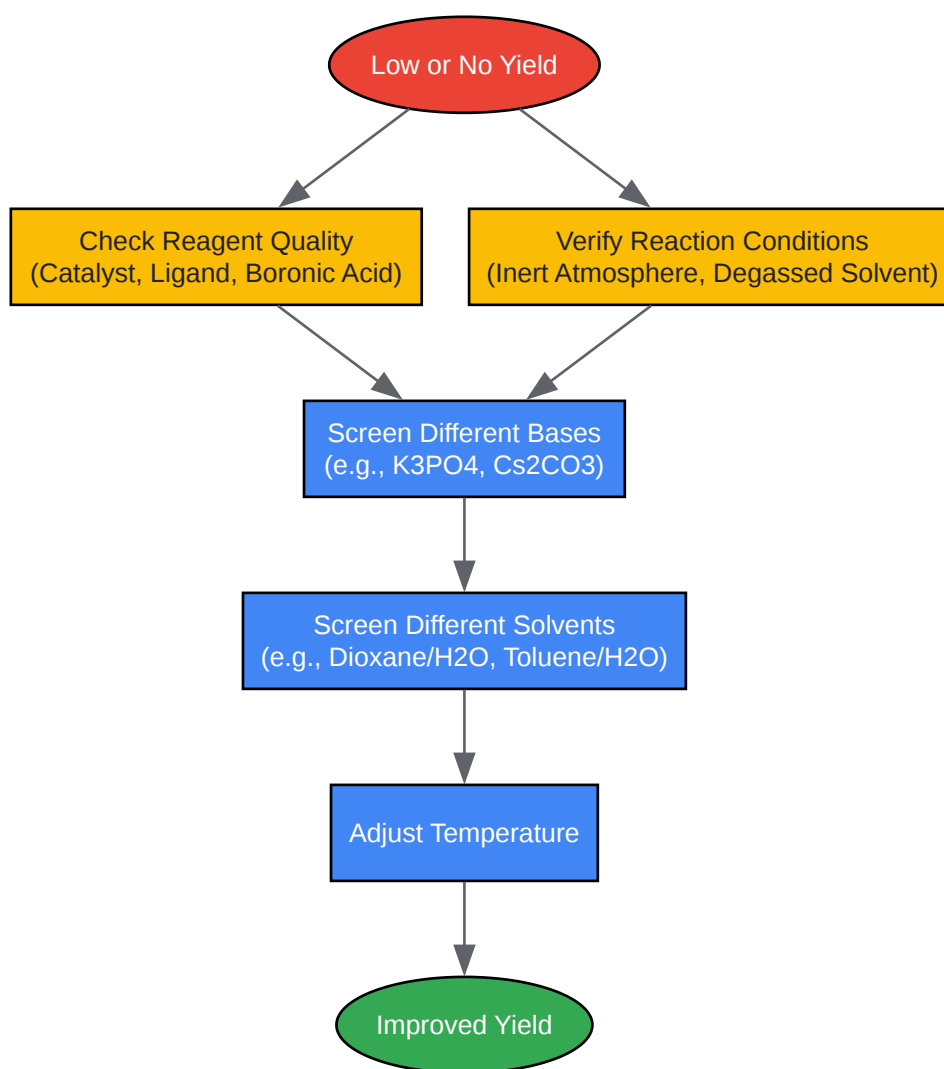 Low or No Yield
Check Reagent Quality
(Catalyst, Ligand, Boronic Acid)
Verify Reaction Conditions
(Inert Atmosphere, Degassed Solvent)
Screen Different Bases
(e.g., K3PO4, Cs2CO3)
Screen Different Solvents
(e.g., Dioxane/H2O, Toluene/H2O)
Adjust Temperature
Improved Yield